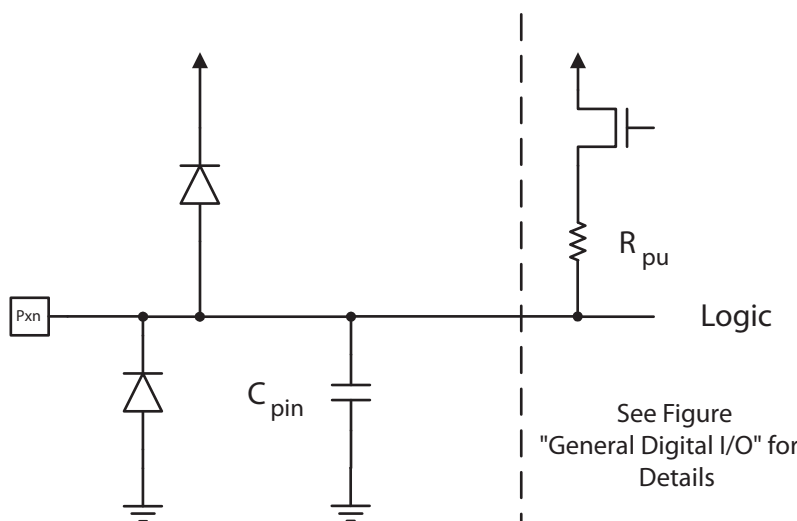 R pu
Pxn
Logic
C pin
See Figure
"General Digital I/O" for
Details